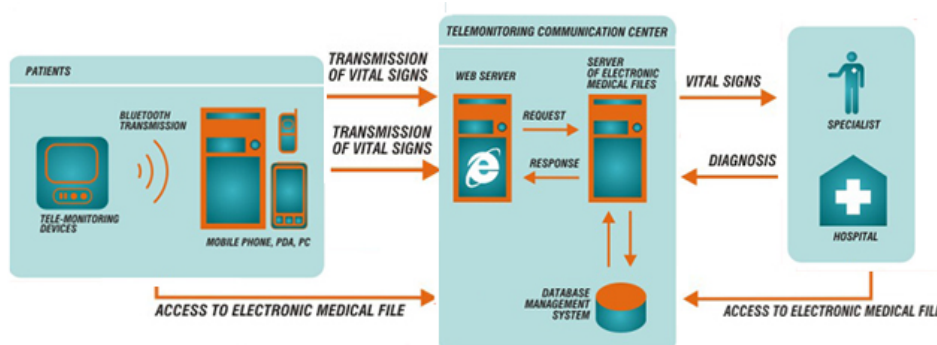 PATIENTS
BLUETOOTH
TRANSMISSION
TELE-MONITORING
DEVICES
MOBILE PHONE, PDA, PC
TRANSMISSION
OF VITAL SIGNS
TRANSMISSION
OF VITAL SIGNS
ACCESS TO ELECTRONIC MEDICAL FILE
TELEMONITORING COMMUNICATION CENTER
WEB SERVER
SERVER
OF ELECTRONIC
MEDICAL FILES
REQUEST
RESPONSE
DATABASE
MANAGEMENT
SYSTEM
VITAL SIGNS
DIAGNOSIS
SPECIALIST
HOSPITAL
ACCESS TO ELECTRONIC MEDICAL FILE